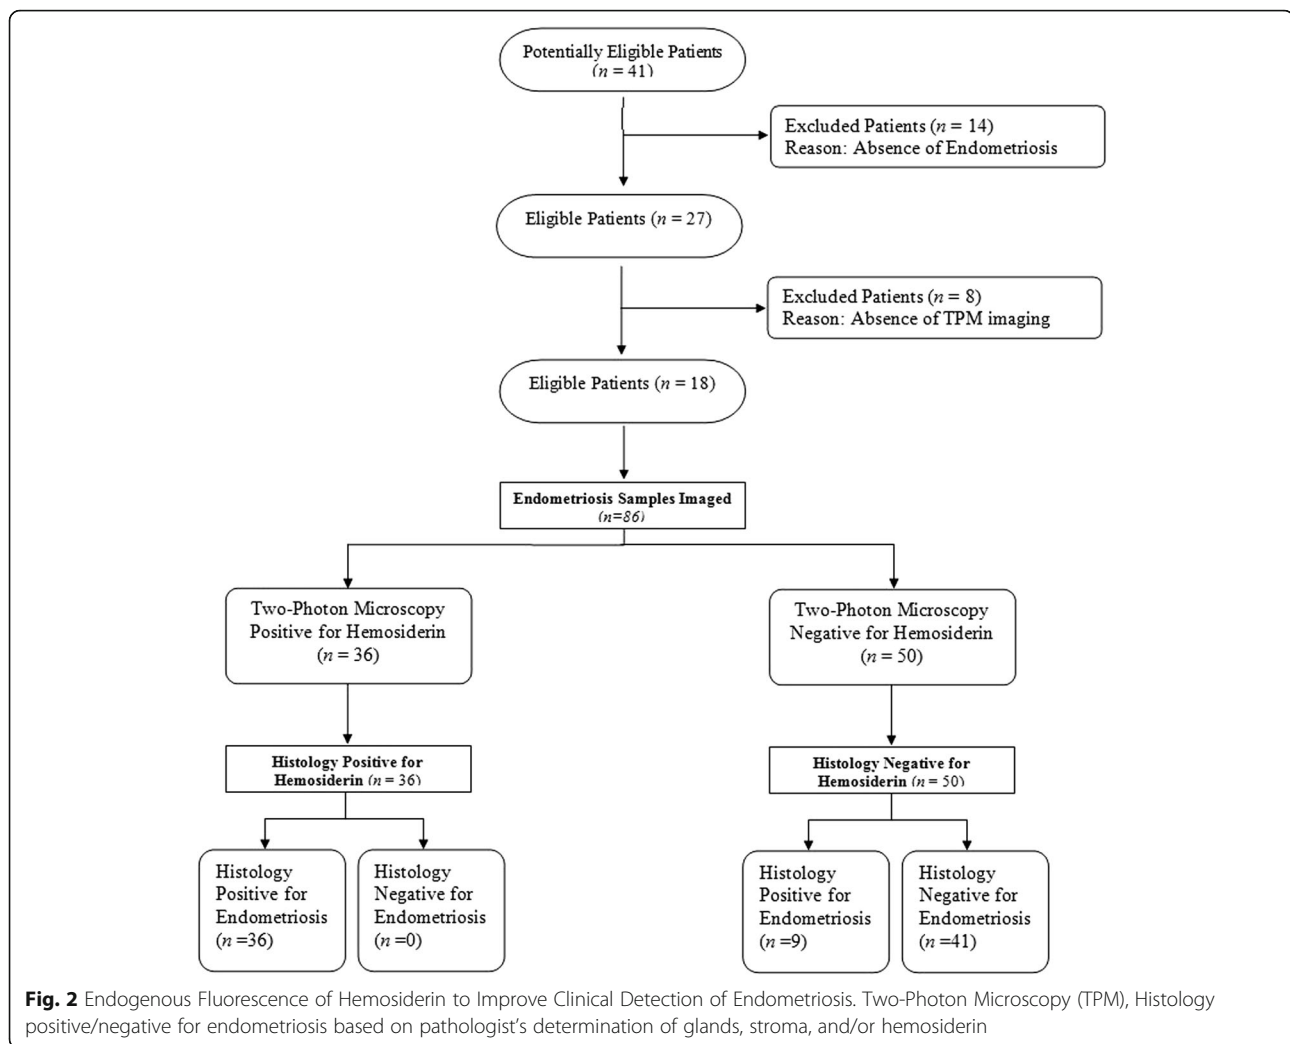 Potentially Eligible Patients
(n = 41)
Excluded Patients (n = 14)
Reason: Absence of Endometriosis
Eligible Patients (n = 27)
Excluded Patients (n = 8)
Reason: Absence of TPM imaging
Eligible Patients (n = 18)
Endometriosis Samples Imaged
(n=86)
Two-Photon Microscopy
Positive for Hemosiderin
(n = 36)
Two-Photon Microscopy
Negative for Hemosiderin
(n = 50)
Histology Positive for
Hemosiderin (n = 36)
Histology Negative for
Hemosiderin (n = 50)
Histology
Positive for
Endometriosis
(n =36)
Histology
Negative for
Endometriosis
(n =0)
Histology
Positive for
Endometriosis
(n =9)
Histology
Negative for
Endometriosis
(n =41)
Fig. 2 Endogenous Fluorescence of Hemosiderin to Improve Clinical Detection of Endometriosis. Two-Photon Microscopy (TPM), Histology
positive/negative for endometriosis based on pathologist's determination of glands, stroma, and/or hemosiderin